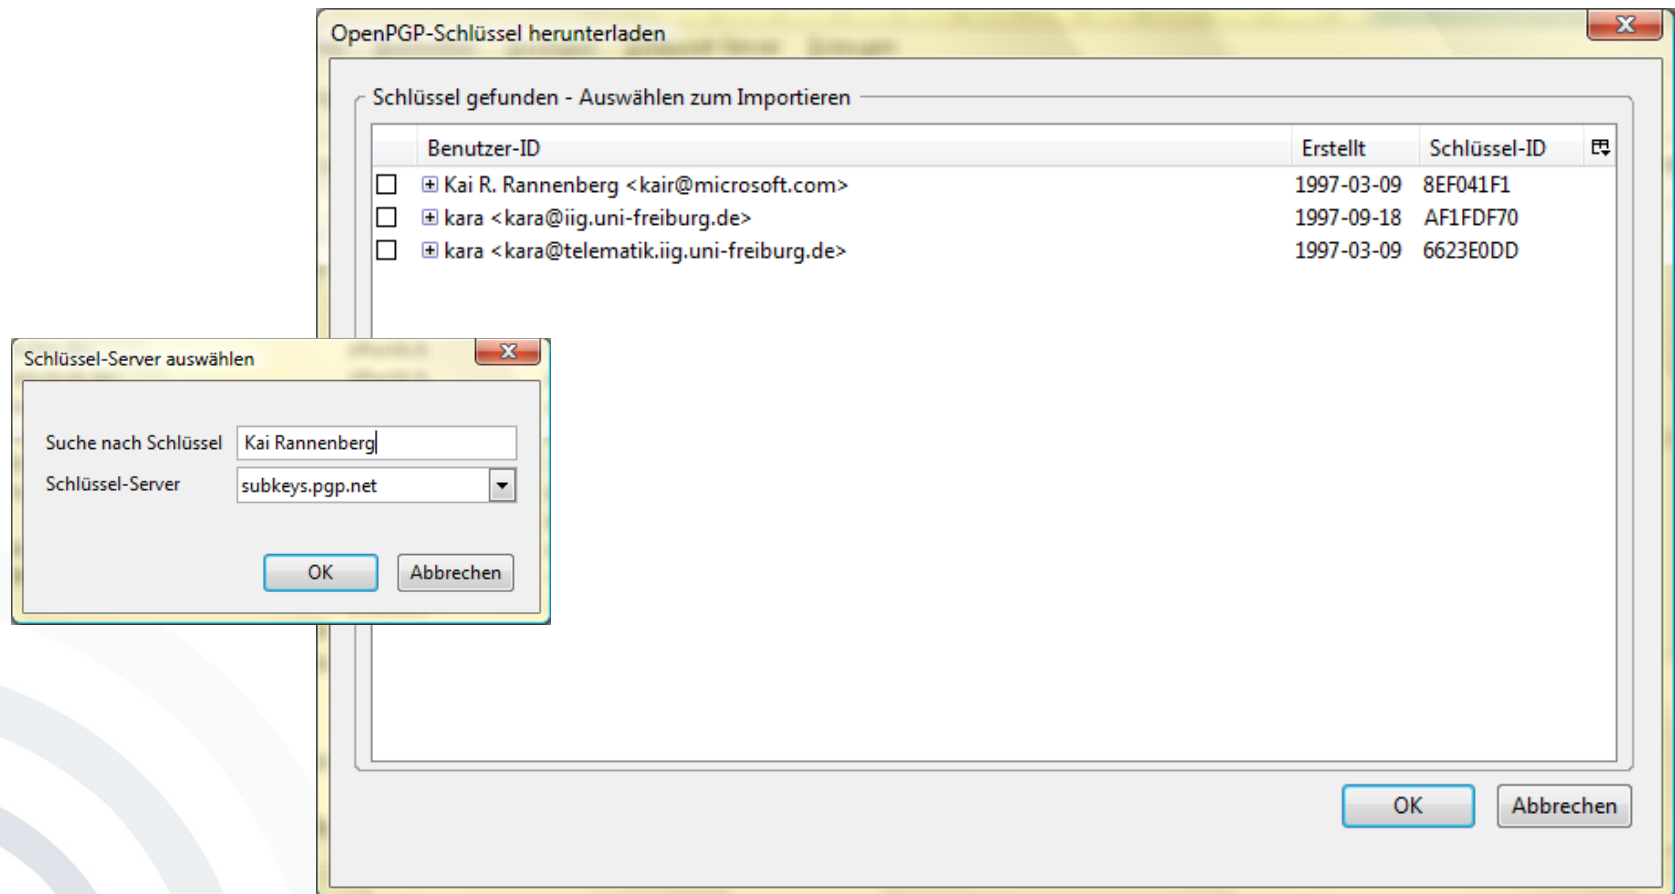 OpenPGP-Schlüssel herunterladen
Schlüssel gefunden - Auswählen zum Importieren
Benutzer-ID Erstellt Schlüssel-ID
Kai R. Rannenberg <kair@microsoft.com> 1997-03-09 8EF041F1
kara <kara@iig.uni-freiburg.de> 1997-09-18 AF1FDF70
kara <kara@telematik.iig.uni-freiburg.de> 1997-03-09 6623E0DD
OK Abbrechen
Schlüssel-Server auswählen
Suche nach Schlüssel Kai Rannenberg
Schlüssel-Server subkeys.pgp.net
OK Abbrechen